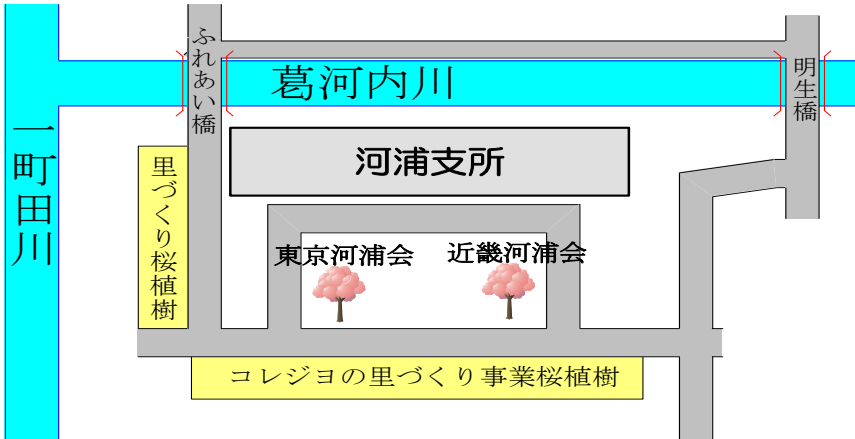 ふれあい橋
葛河内川
明生橋
一町田川
河浦支所
里づくり桜植樹
東京河浦会
近畿河浦会
コレジヨの里づくり事業桜植樹